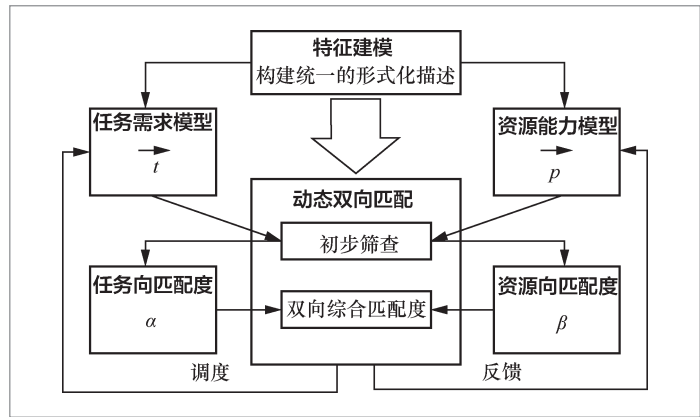 特征建模
构建统一的形式化描述
任务需求模型
t
资源能力模型
p
动态双向匹配
初步筛查
任务向匹配度
α
双向综合匹配度
资源向匹配度
β
调度
反馈